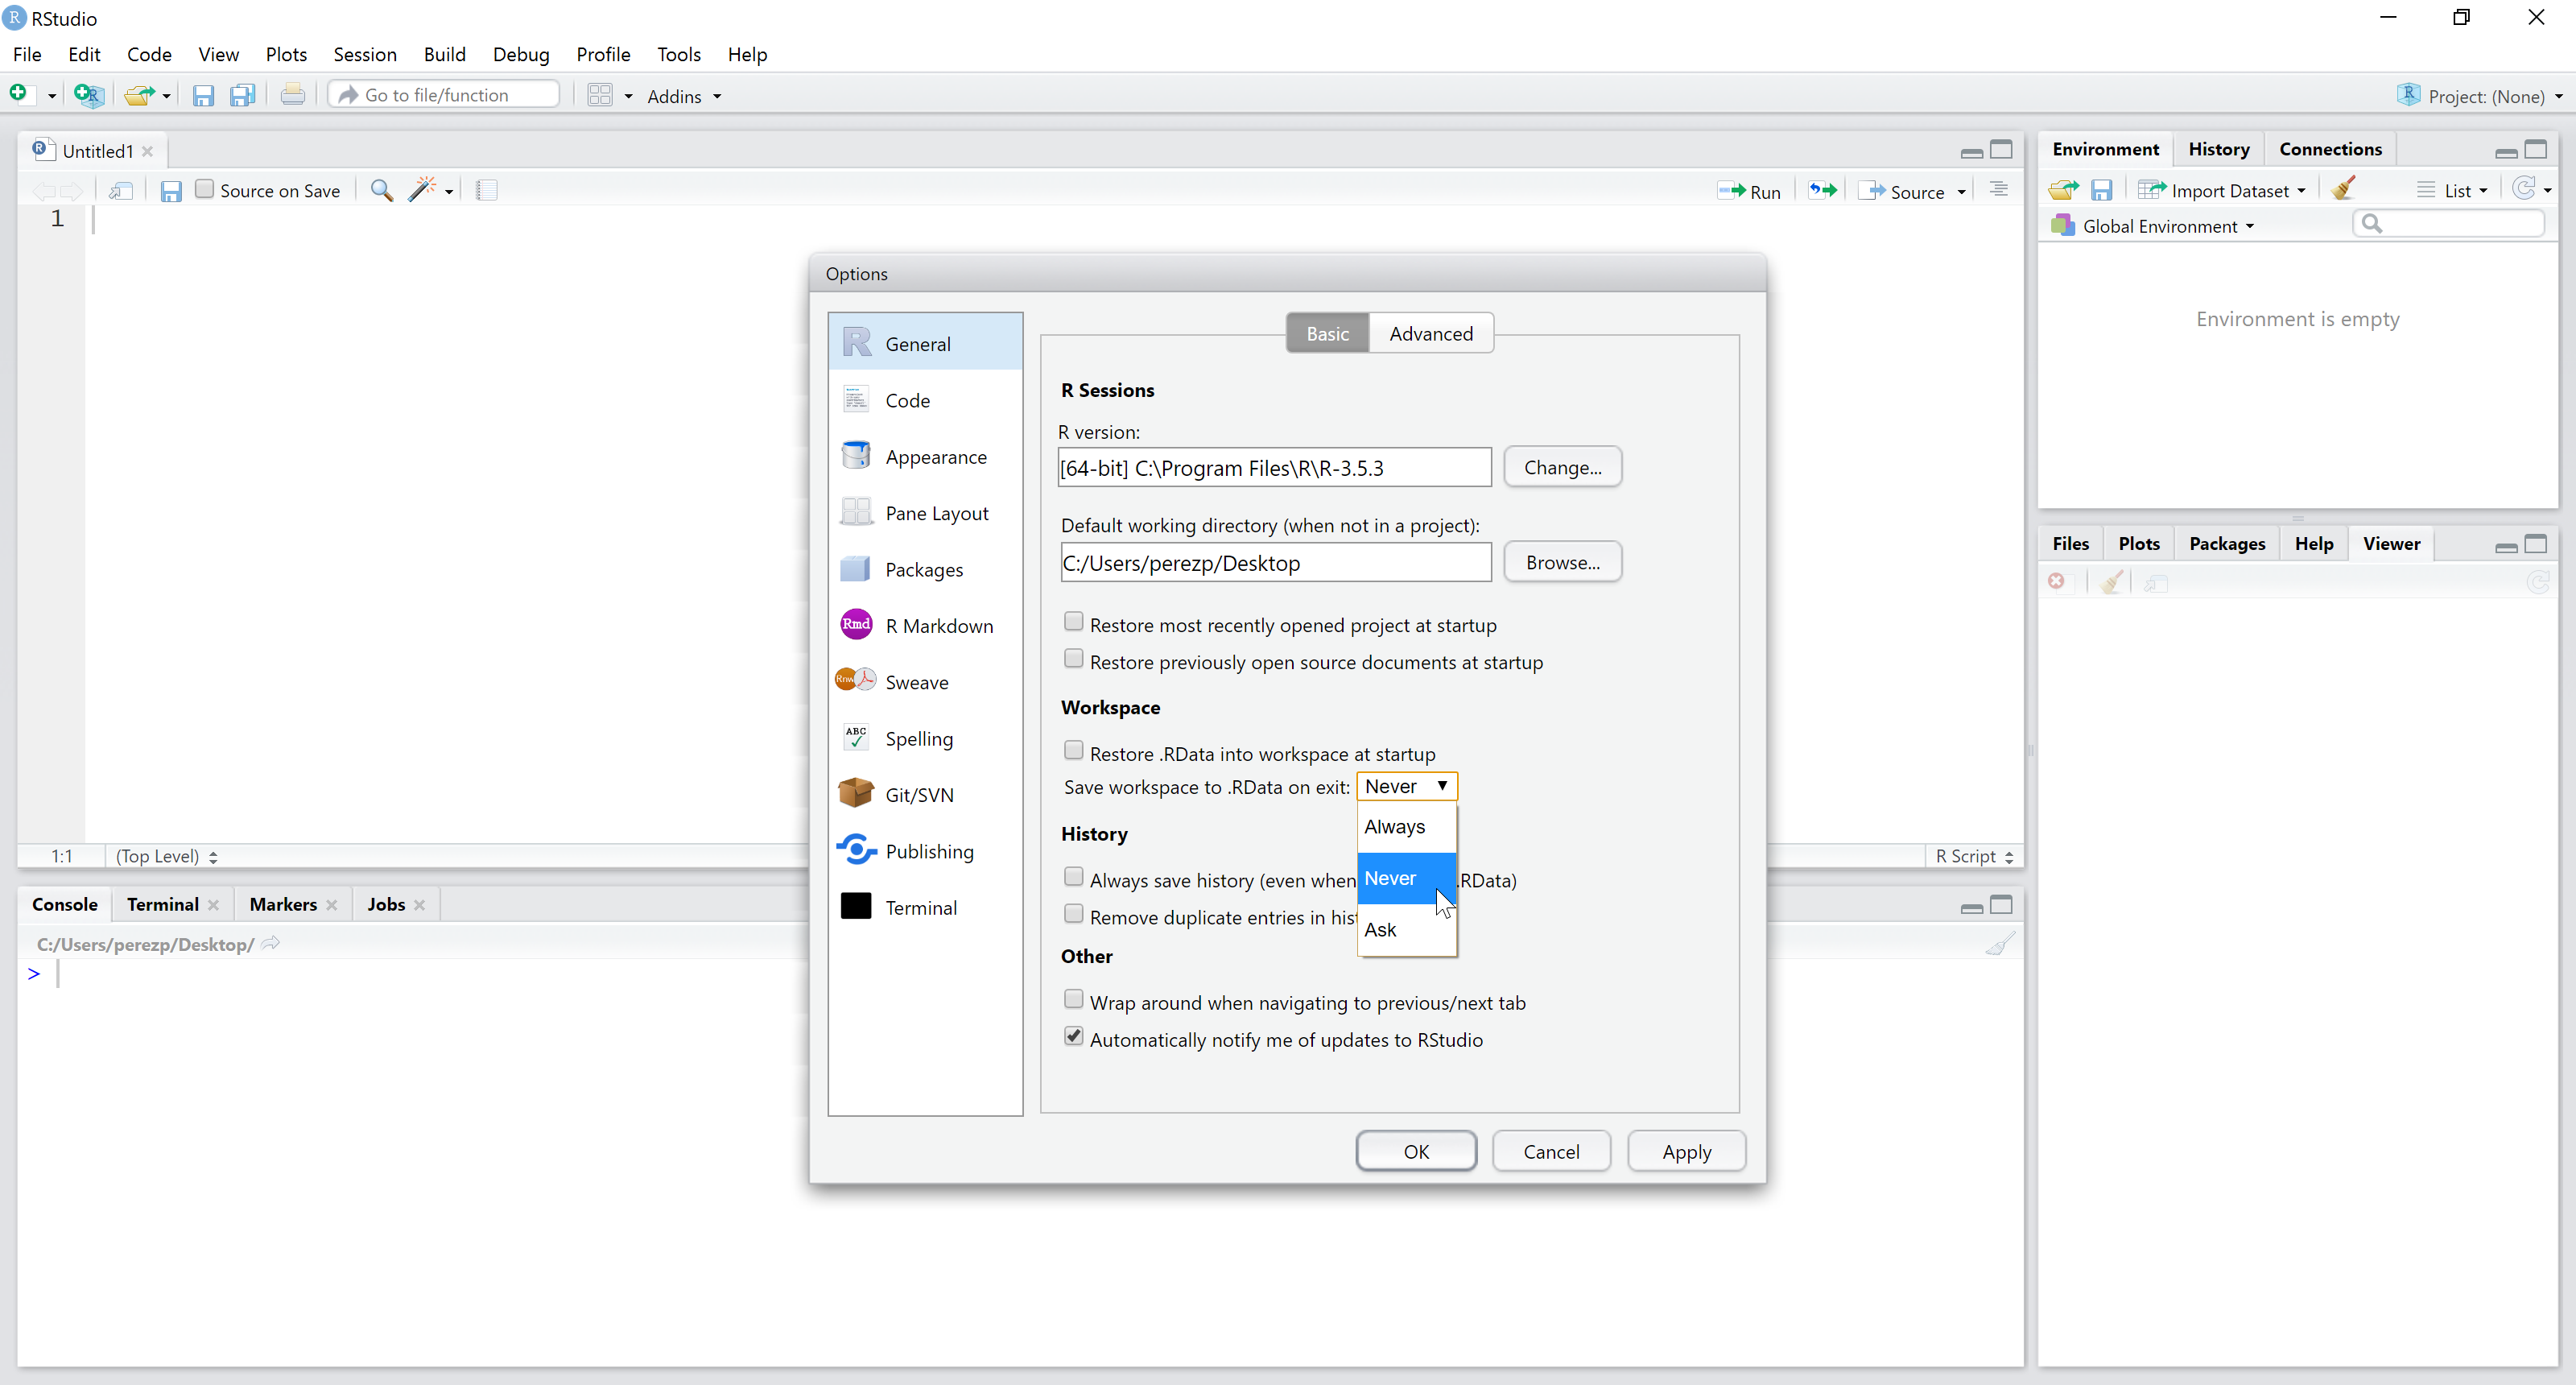 RStudio
File Edit Code View Plots Session Build Debug Profile Tools Help
Go to file/function Addins Project: (None)
Untitled1
Source on Save Run Source
1
1:1 (Top Level) R Script
Console Terminal Markers Jobs
C:/Users/perezp/Desktop/
>
Options
General
Code
Appearance
Pane Layout
Packages
Rmd R Markdown
Rnw Sweave
ABC Spelling
Git/SVN
Publishing
Terminal
Basic Advanced
R Sessions
R version:
[64-bit] C:\Program Files\R\R-3.5.3 Change...
Default working directory (when not in a project):
C:/Users/perezp/Desktop Browse...
Restore most recently opened project at startup
Restore previously open source documents at startup
Workspace
Restore .RData into workspace at startup
Save workspace to .RData on exit: Never
Always
Never
Ask
History
Always save history (even when .RData)
Remove duplicate entries in
Other
Wrap around when navigating to previous/next tab
Automatically notify me of updates to RStudio
OK Cancel Apply
Environment History Connections
Import Dataset List
Global Environment
Environment is empty
Files Plots Packages Help Viewer